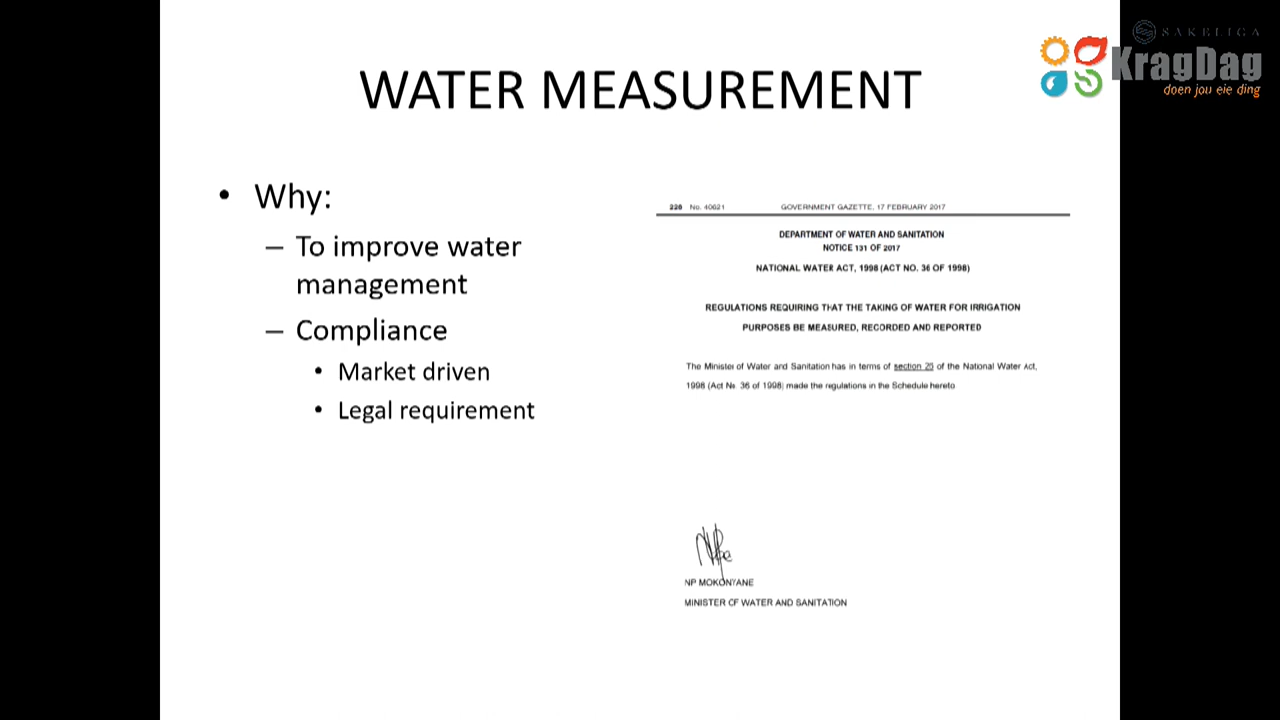 SAKELIGA
KragDag
doen jou eie ding
WATER MEASUREMENT
• Why:
– To improve water
management
– Compliance
• Market driven
• Legal requirement
226 No. 40621 GOVERNMENT GAZETTE, 17 FEBRUARY 2017
DEPARTMENT OF WATER AND SANITATION
NOTICE 131 OF 2017
NATIONAL WATER ACT, 1998 (ACT NO. 36 OF 1998)
REGULATIONS REQUIRING THAT THE TAKING OF WATER FOR IRRIGATION
PURPOSES BE MEASURED, RECORDED AND REPORTED
The Minister of Water and Sanitation has in terms of section 26 of the National Water Act,
1998 (Act No. 36 of 1998) made the regulations in the Schedule hereto
NP MOKONYANE
MINISTER OF WATER AND SANITATION